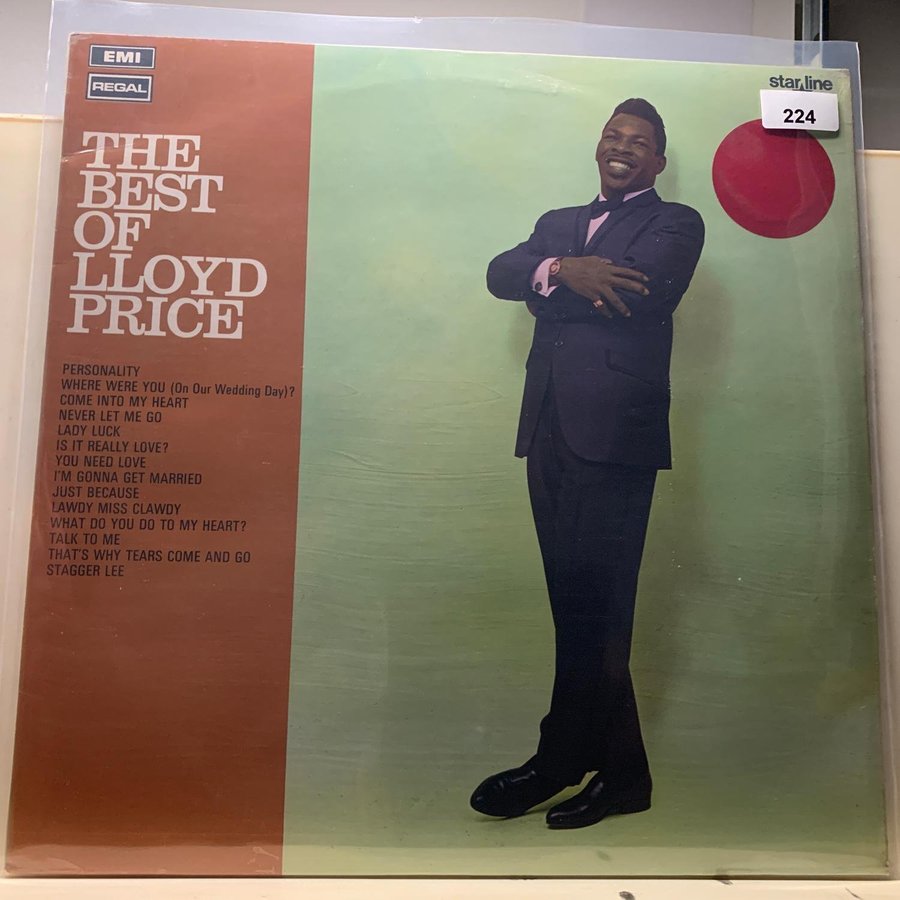 EMI
REGAL
starline
224
THE
BEST
OF
LLOYD
PRICE
PERSONALITY
WHERE WERE YOU (On Our Wedding Day)?
COME INTO MY HEART
NEVER LET ME GO
LADY LUCK
IS IT REALLY LOVE?
YOU NEED LOVE
I'M GONNA GET MARRIED
JUST BECAUSE
LAWDY MISS CLAWDY
WHAT DO YOU DO TO MY HEART?
TALK TO ME
THAT'S WHY TEARS COME AND GO
STAGGER LEE